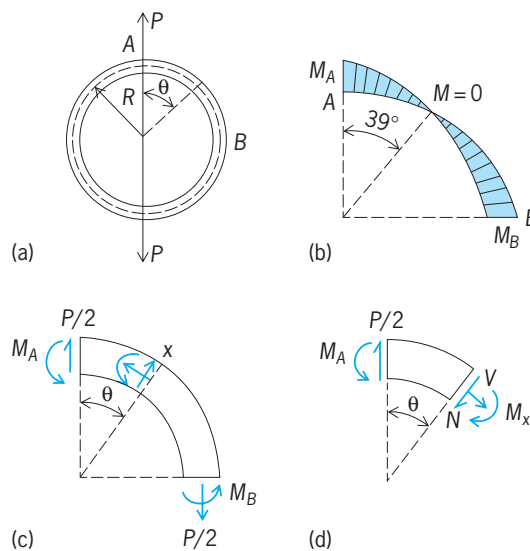 P
A
θ
R
B
P
(a)
M_A
M = 0
A
39°
B
M_B
(b)
P/2
M_A
x
θ
M_B
P/2
(c)
P/2
M_A
V
θ
N
M_x
(d)